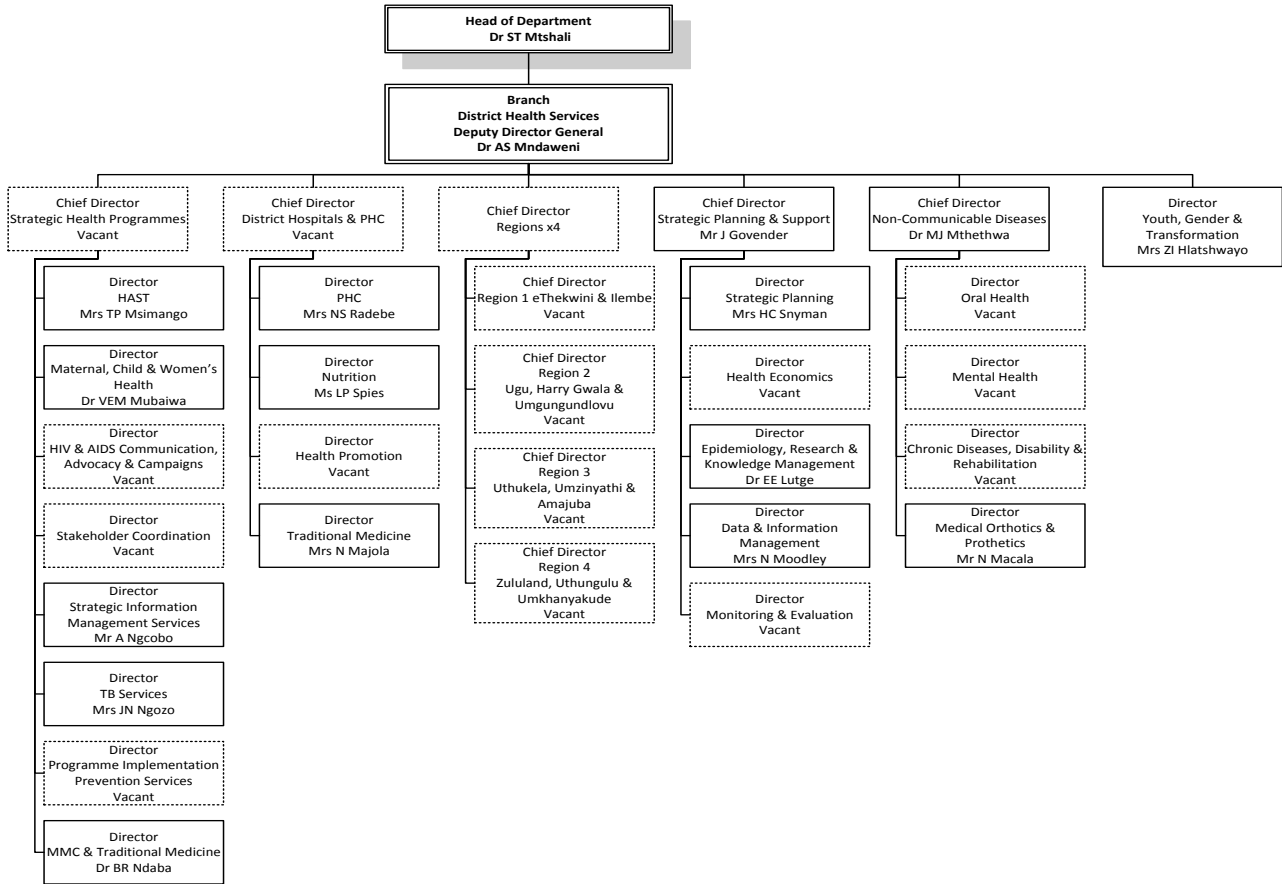 Head of Department
Dr ST Mtshali
Branch
District Health Services
Deputy Director General
Dr AS Mndaweni
Chief Director
Strategic Health Programmes
Vacant
Chief Director
District Hospitals & PHC
Vacant
Chief Director
Regions x4
Chief Director
Strategic Planning & Support
Mr J Govender
Chief Director
Non-Communicable Diseases
Dr MJ Mthethwa
Director
Youth, Gender &
Transformation
Mrs ZI Hlatshwayo
Director
HAST
Mrs TP Msimango
Director
Maternal, Child & Women's
Health
Dr VEM Mubaiwa
Director
HIV & AIDS Communication,
Advocacy & Campaigns
Vacant
Director
Stakeholder Coordination
Vacant
Director
Strategic Information
Management Services
Mr A Ngcobo
Director
TB Services
Mrs JN Ngozo
Director
Programme Implementation
Prevention Services
Vacant
Director
MMC & Traditional Medicine
Dr BR Ndaba
Director
PHC
Mrs NS Radebe
Director
Nutrition
Ms LP Spies
Director
Health Promotion
Vacant
Director
Traditional Medicine
Mrs N Majola
Chief Director
Region 1 eThekwini & Ilembe
Vacant
Chief Director
Region 2
Ugu, Harry Gwala &
Umgungundlovu
Vacant
Chief Director
Region 3
Uthukela, Umzinyathi &
Amajuba
Vacant
Chief Director
Region 4
Zululand, Uthungulu &
Umkhanyakude
Vacant
Director
Strategic Planning
Mrs HC Snyman
Director
Health Economics
Vacant
Director
Epidemiology, Research &
Knowledge Management
Dr EE Lutge
Director
Data & Information
Management
Mrs N Moodley
Director
Monitoring & Evaluation
Vacant
Director
Oral Health
Vacant
Director
Mental Health
Vacant
Director
Chronic Diseases, Disability &
Rehabilitation
Vacant
Director
Medical Orthotics &
Prothetics
Mr N Macala